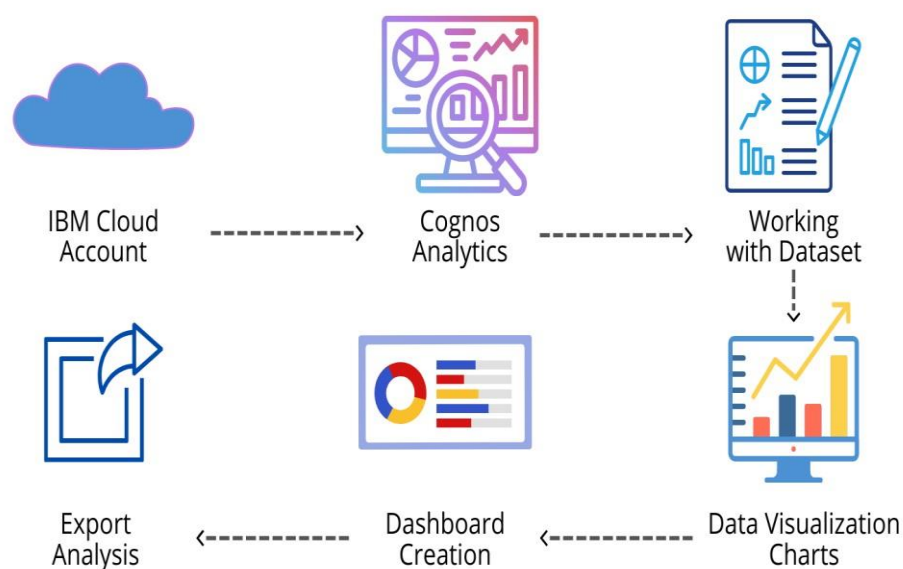 IBM Cloud
Account
Cognos
Analytics
Working
with Dataset
Data Visualization
Charts
Dashboard
Creation
Export
Analysis